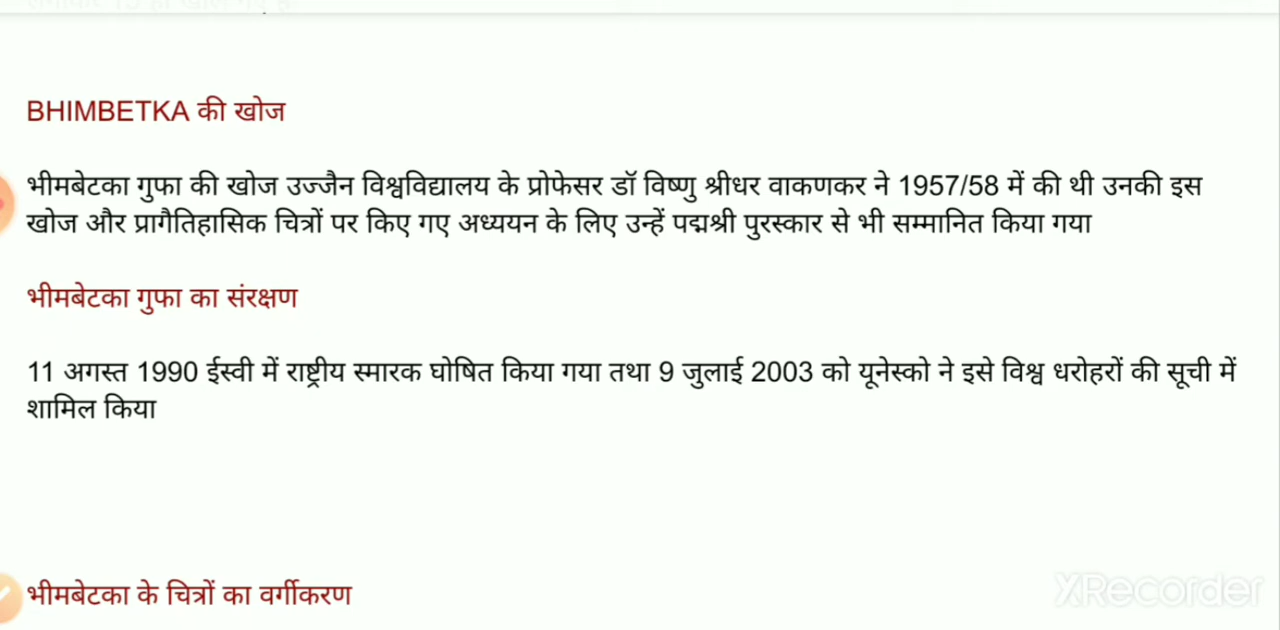 BHIMBETKA की खोज
भीमबेटका गुफा की खोज उज्जैन विश्वविद्यालय के प्रोफेसर डॉ विष्णु श्रीधर वाकणकर ने 1957/58 में की थी उनकी इस
खोज और प्रागैतिहासिक चित्रों पर किए गए अध्ययन के लिए उन्हें पद्मश्री पुरस्कार से भी सम्मानित किया गया
भीमबेटका गुफा का संरक्षण
11 अगस्त 1990 ईस्वी में राष्ट्रीय स्मारक घोषित किया गया तथा 9 जुलाई 2003 को यूनेस्को ने इसे विश्व धरोहरों की सूची में
शामिल किया
भीमबेटका के चित्रों का वर्गीकरण
XRecorder